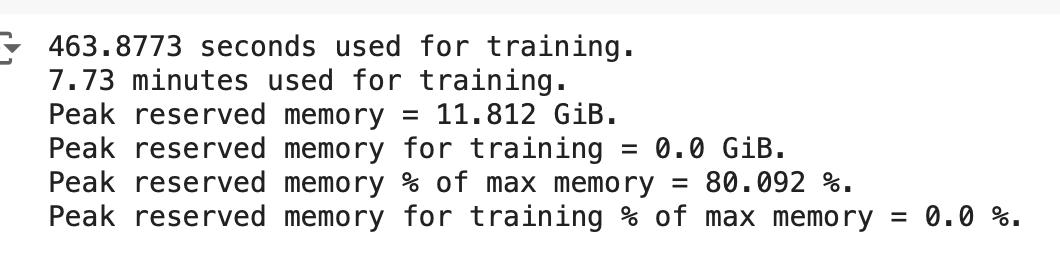 463.8773 seconds used for training.
7.73 minutes used for training.
Peak reserved memory = 11.812 GiB.
Peak reserved memory for training = 0.0 GiB.
Peak reserved memory % of max memory = 80.092 %.
Peak reserved memory for training % of max memory = 0.0 %.